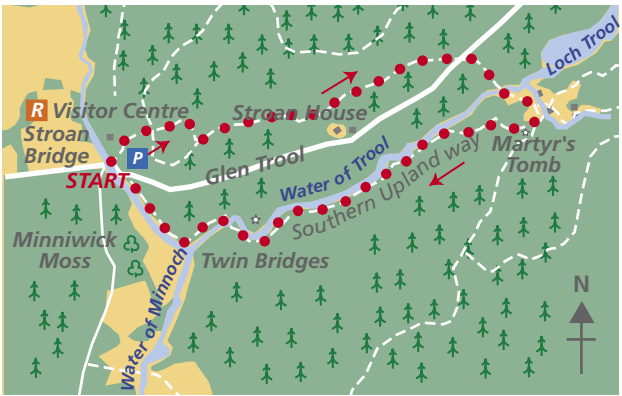 Loch Trool
R Visitor Centre
Stroan House
Stroan
Bridge
P
Martyr's
Tomb
START
Glen Trool
Water of Trool
Southern Upland way
Minniwick
Moss
Twin Bridges
Water of Minnoch
N